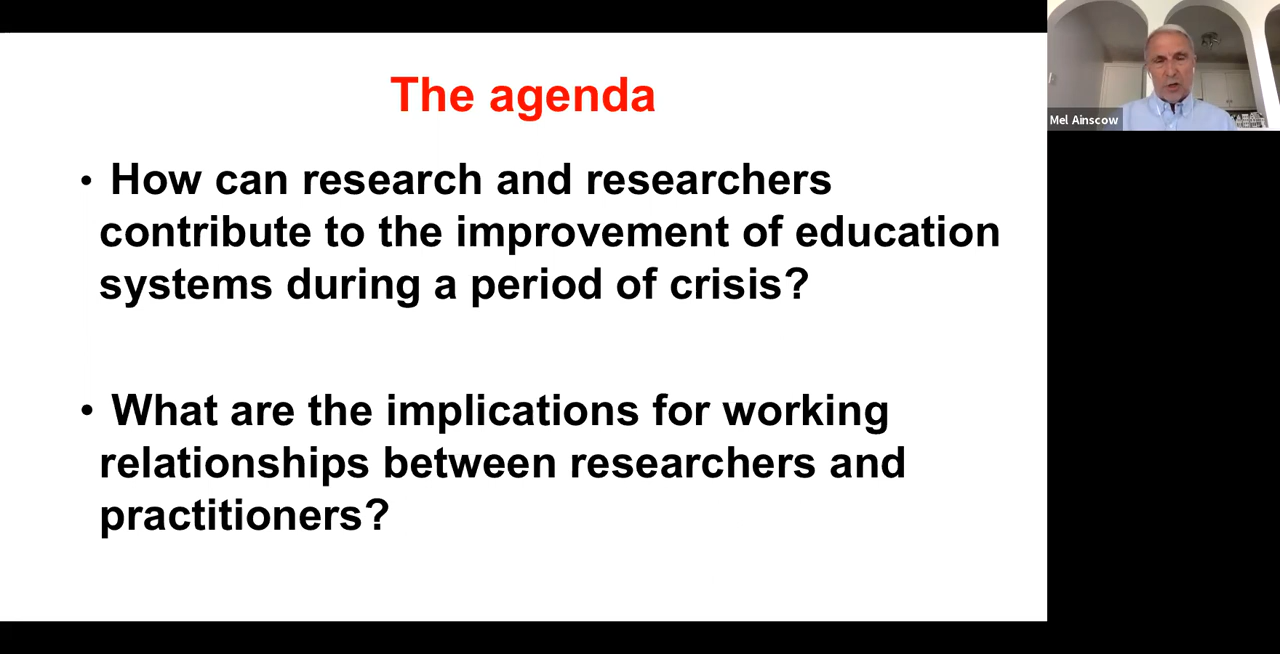 The agenda
• How can research and researchers
contribute to the improvement of education
systems during a period of crisis?
• What are the implications for working
relationships between researchers and
practitioners?
Mel Ainscow